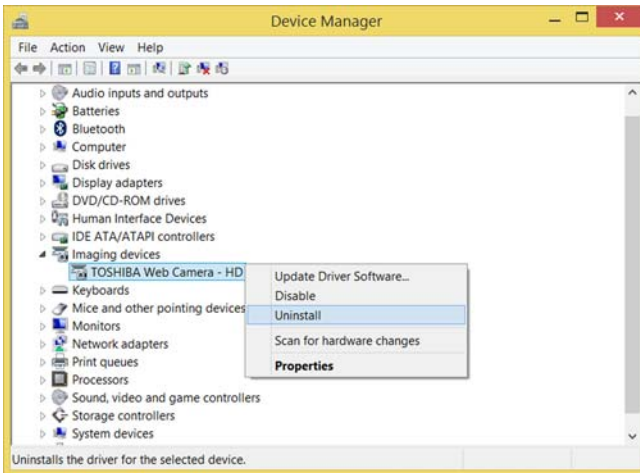 Device Manager
File Action View Help
Audio inputs and outputs
Batteries
Bluetooth
Computer
Disk drives
Display adapters
DVD/CD-ROM drives
Human Interface Devices
IDE ATA/ATAPI controllers
Imaging devices
TOSHIBA Web Camera - HD
Update Driver Software...
Disable
Uninstall
Scan for hardware changes
Properties
Keyboards
Mice and other pointing devices
Monitors
Network adapters
Print queues
Processors
Sound, video and game controllers
Storage controllers
System devices
Uninstalls the driver for the selected device.